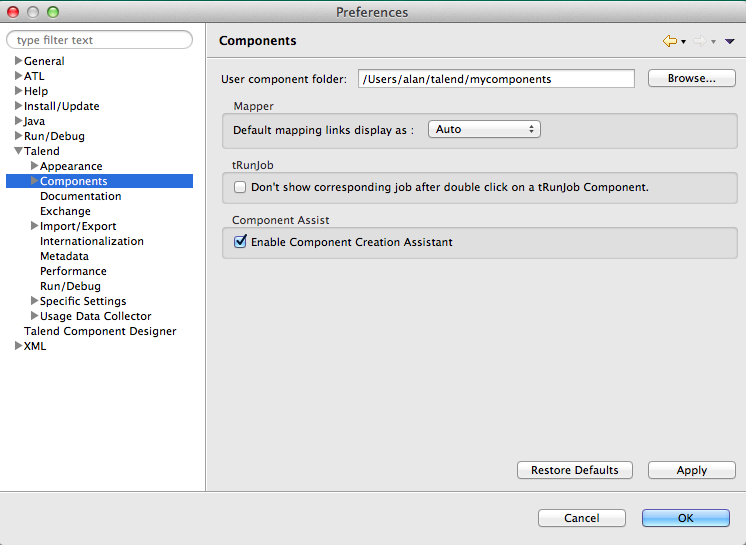 Preferences
type filter text
General
ATL
Help
Install/Update
Java
Run/Debug
Talend
Appearance
Components
Documentation
Exchange
Import/Export
Internationalization
Metadata
Performance
Run/Debug
Specific Settings
Usage Data Collector
Talend Component Designer
XML
Components
User component folder: /Users/alan/talend/mycomponents Browse...
Mapper
Default mapping links display as : Auto
tRunJob
Don't show corresponding job after double click on a tRunJob Component.
Component Assist
Enable Component Creation Assistant
Restore Defaults Apply
Cancel OK